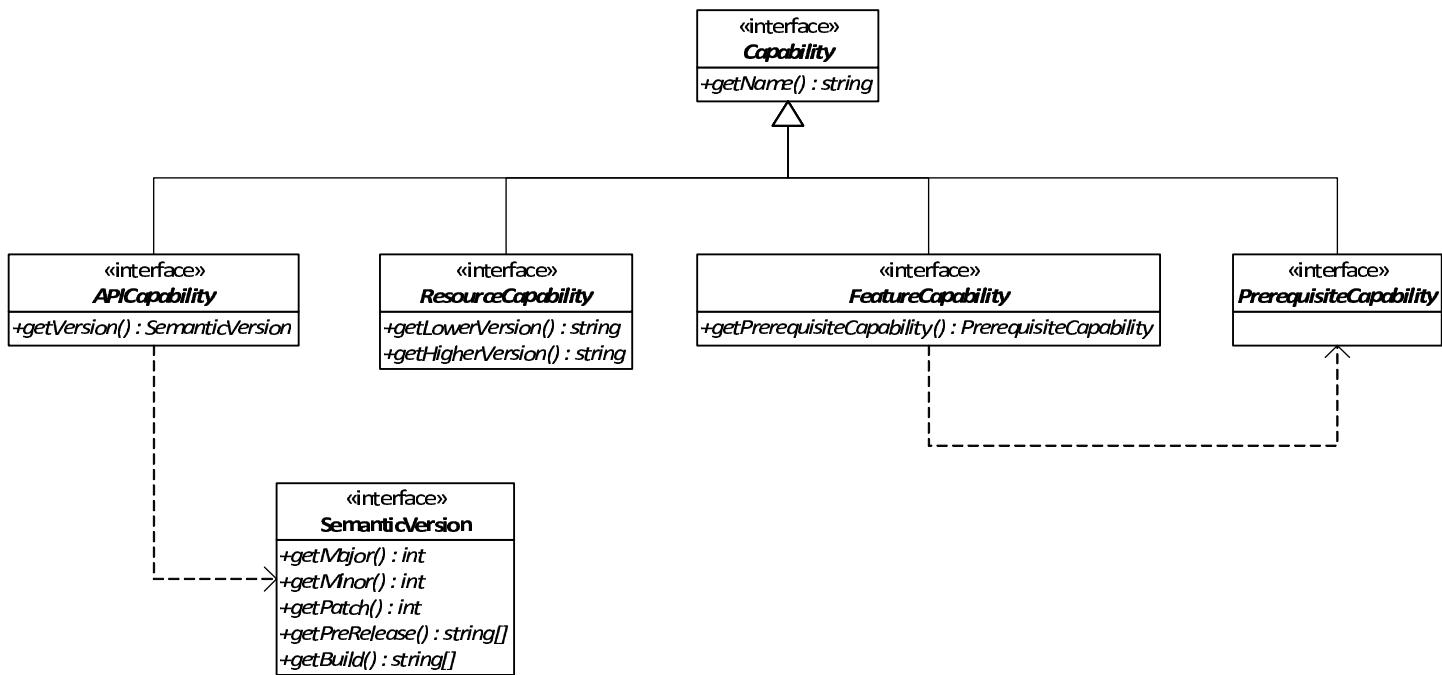 «interface»
Capability
+getName() : string
«interface»
APICapability
+getVersion() : SemanticVersion
«interface»
ResourceCapability
+getLowerVersion() : string
+getHigherVersion() : string
«interface»
FeatureCapability
+getPrerequisiteCapability() : PrerequisiteCapability
«interface»
PrerequisiteCapability
«interface»
SemanticVersion
+getMajor() : int
+getMinor() : int
+getPatch() : int
+getPreRelease() : string[]
+getBuild() : string[]